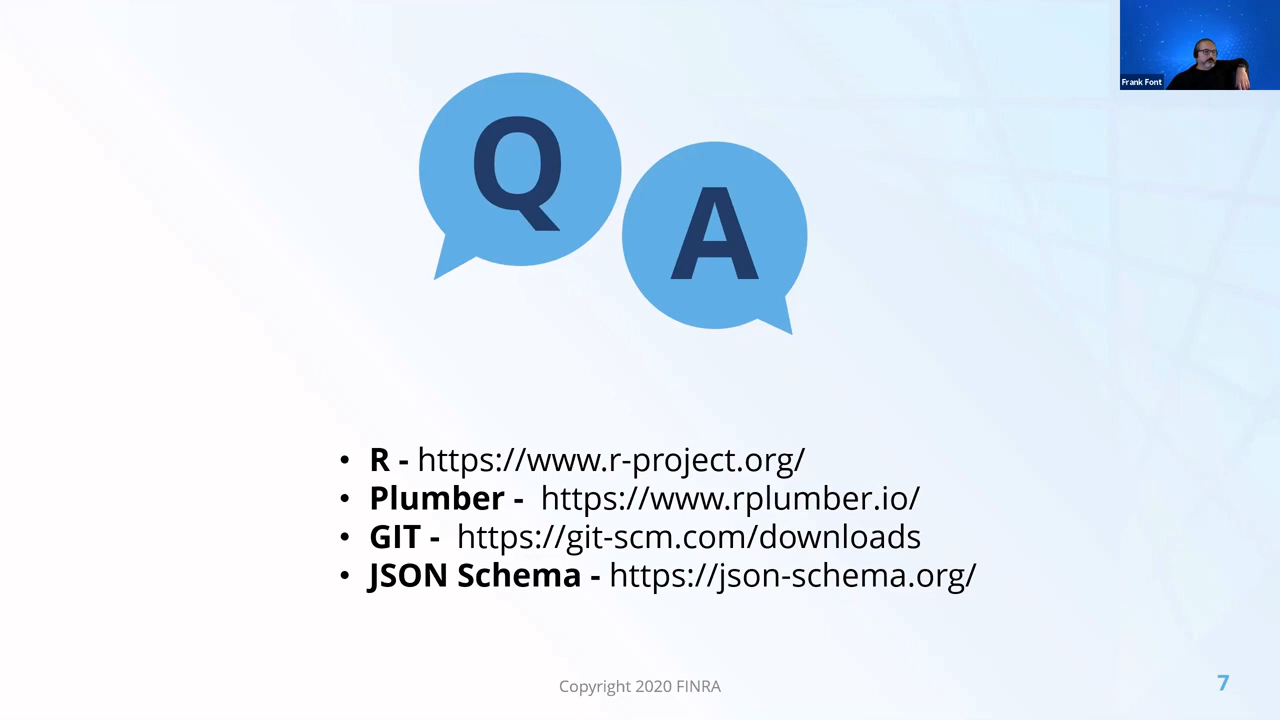 Frank Font
Q
A
• R - https://www.r-project.org/
• Plumber - https://www.rplumber.io/
• GIT - https://git-scm.com/downloads
• JSON Schema - https://json-schema.org/
Copyright 2020 FINRA
7